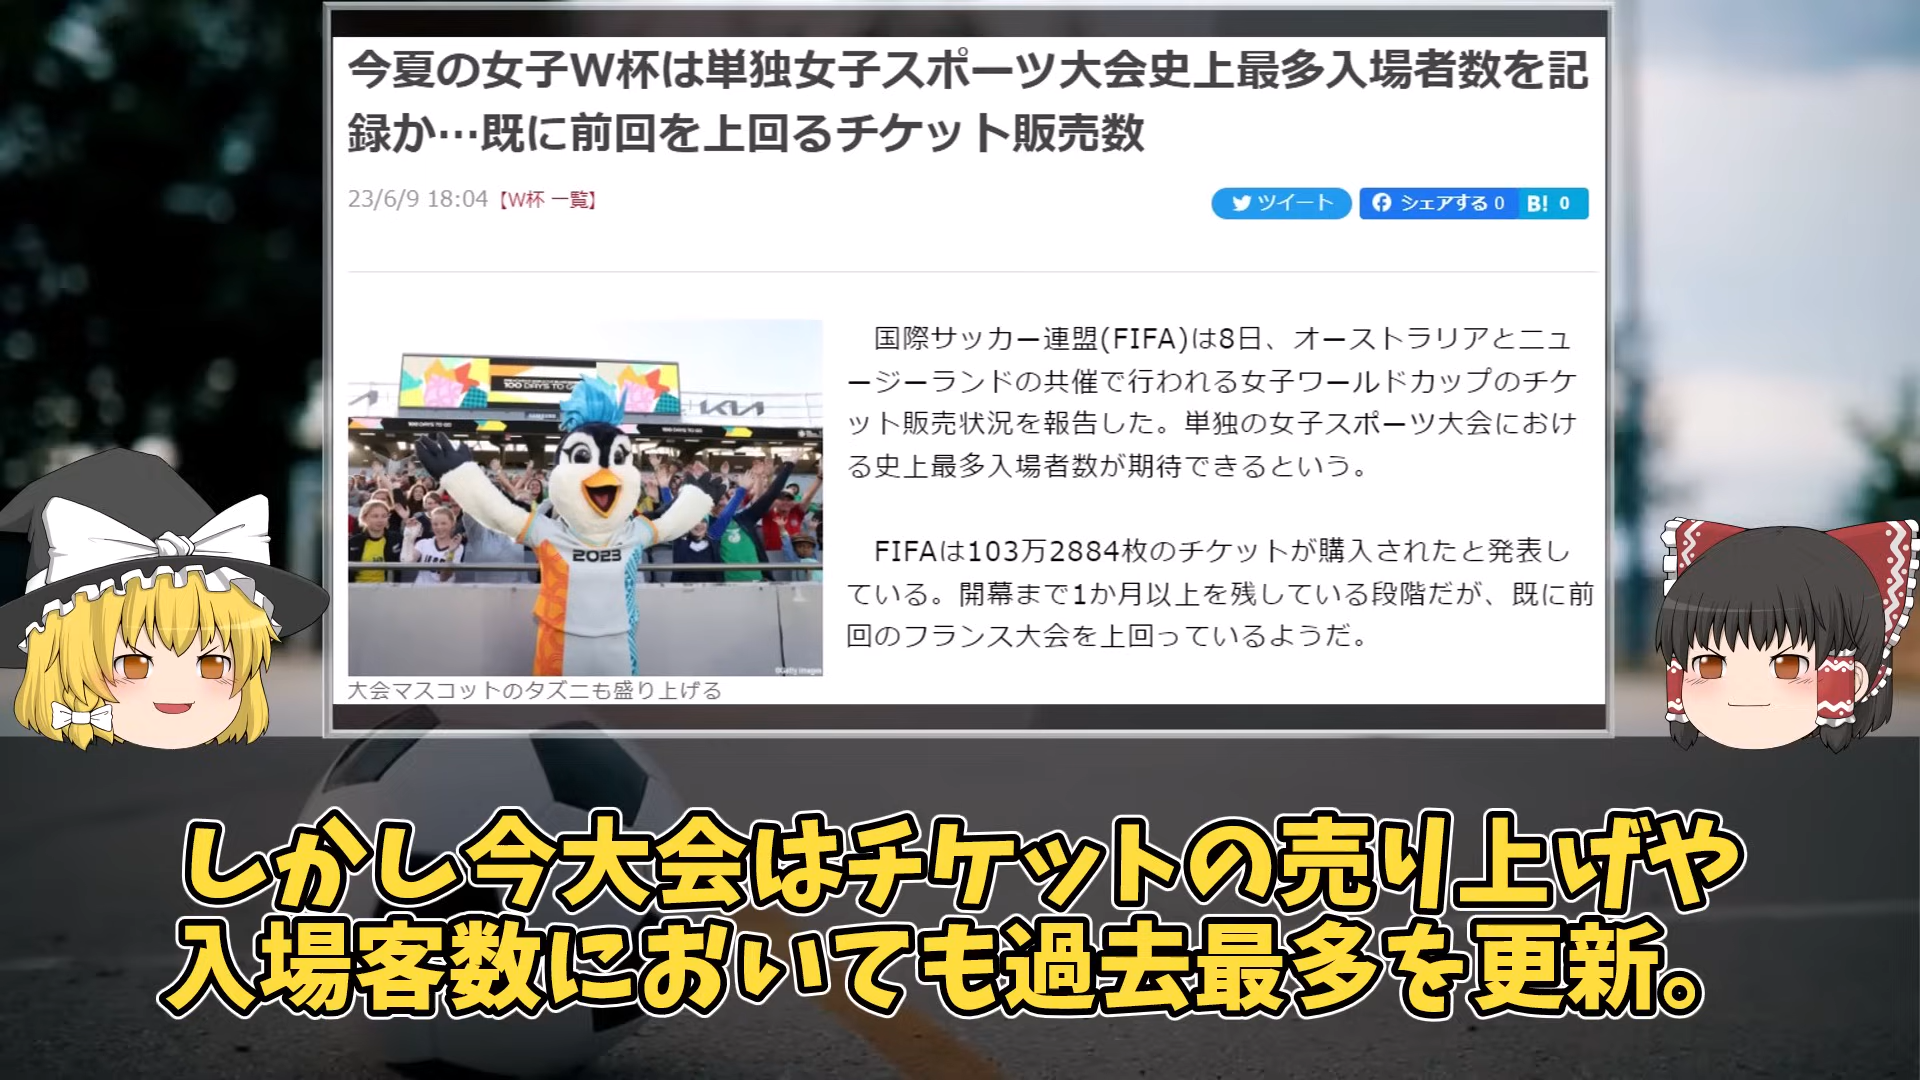 今夏の女子W杯は単独女子スポーツ大会史上最多入場者数を記
録か…既に前回を上回るチケット販売数
23/6/9 18:04【W杯 一覧】
ツイート
シェアする 0
B! 0
100 DAYS TO GO
KIA
2023
©Getty Images
大会マスコットのタズニも盛り上げる
国際サッカー連盟(FIFA)は8日、オーストラリアとニュ
ージーランドの共催で行われる女子ワールドカップのチケ
ット販売状況を報告した。単独の女子スポーツ大会におけ
る史上最多入場者数が期待できるという。
FIFAは103万2884枚のチケットが購入されたと発表し
ている。開幕まで1か月以上を残している段階だが、既に前
回のフランス大会を上回っているようだ。
しかし今大会はチケットの売り上げや
入場客数においても過去最多を更新。